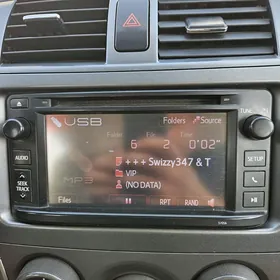 USB
Folders Source
TUNE
Folder
6 2 0'02"
AUDIO
SETUP
+ + + Swizzy347 & T
VIP
SEEK
TRACK
MP3
(NO DATA)
Files
RPT RAND